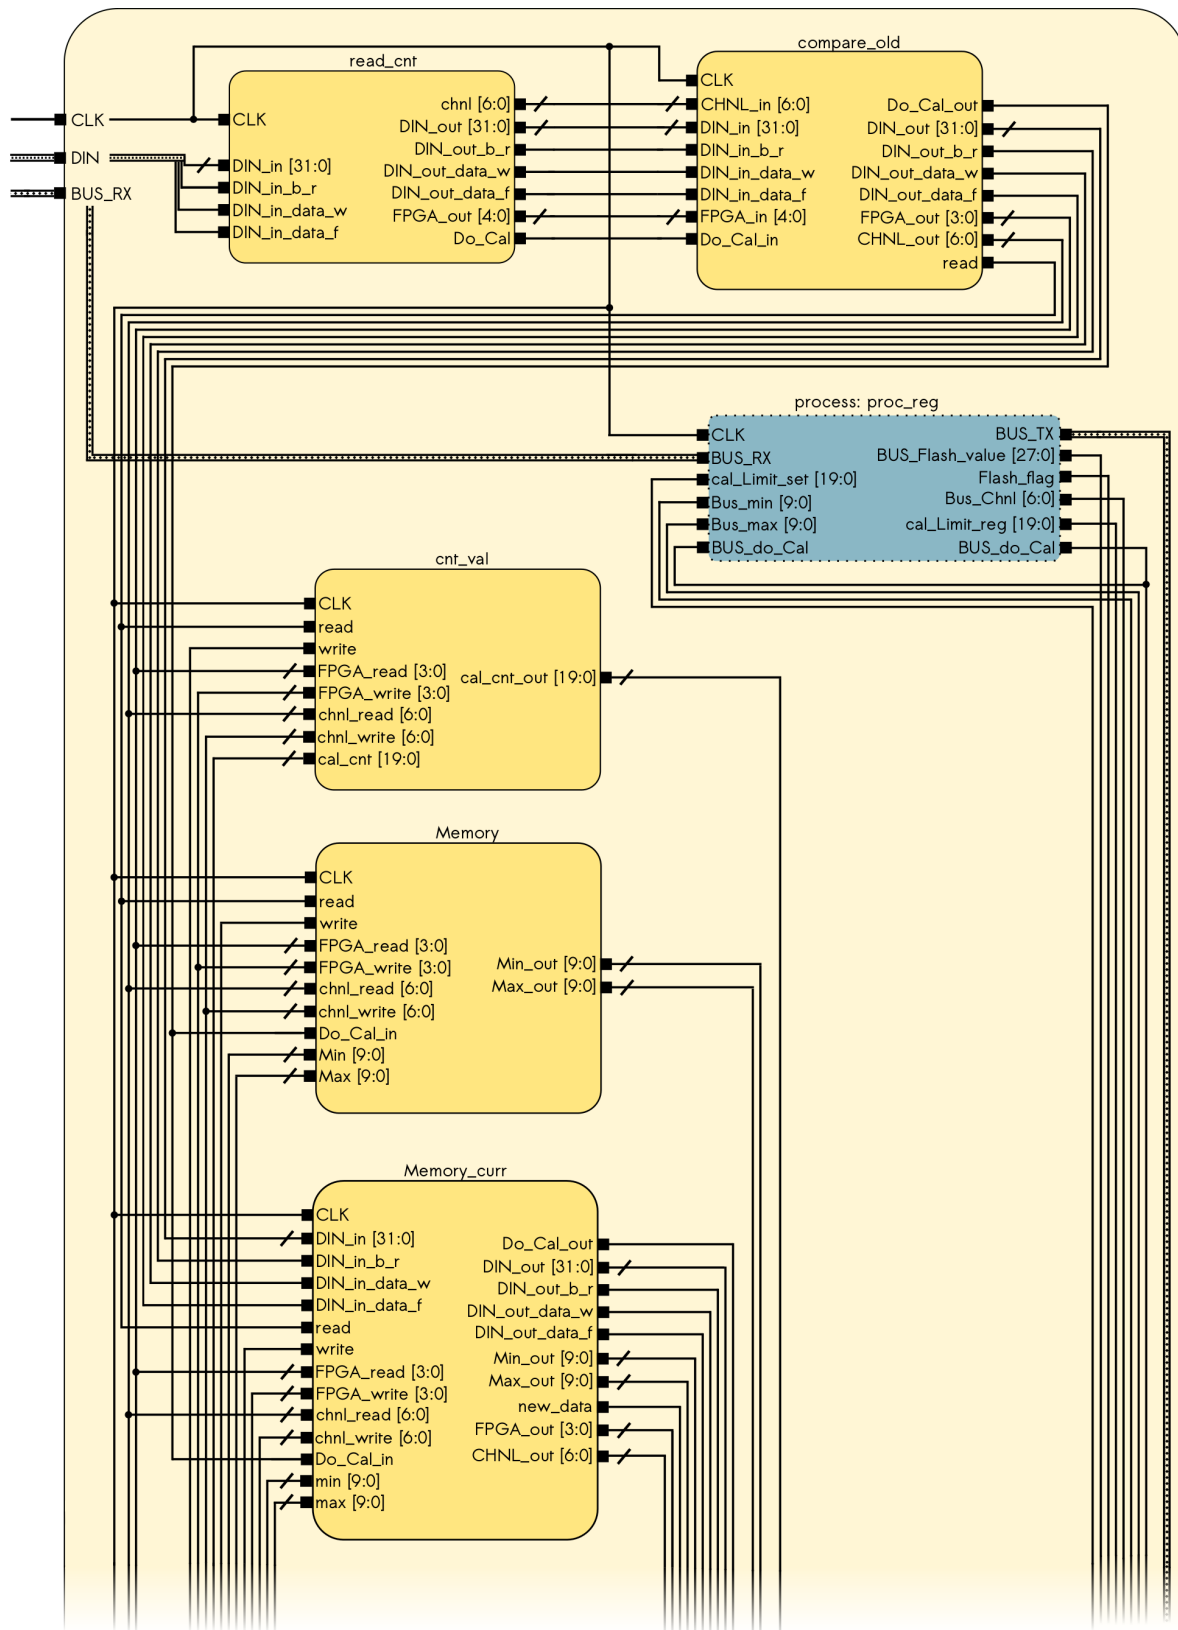 CLK
DIN
BUS_RX
read_cnt
CLK
DIN_in [31:0]
DIN_in_b_r
DIN_in_data_w
DIN_in_data_f
chnl [6:0]
DIN_out [31:0]
DIN_out_b_r
DIN_out_data_w
DIN_out_data_f
FPGA_out [4:0]
Do_Cal
compare_old
CLK
CHNL_in [6:0]
DIN_in [31:0]
DIN_in_b_r
DIN_in_data_w
DIN_in_data_f
FPGA_in [4:0]
Do_Cal_in
Do_Cal_out
DIN_out [31:0]
DIN_out_b_r
DIN_out_data_w
DIN_out_data_f
FPGA_out [3:0]
CHNL_out [6:0]
read
process: proc_reg
CLK
BUS_RX
cal_Limit_set [19:0]
Bus_min [9:0]
Bus_max [9:0]
BUS_do_Cal
BUS_TX
BUS_Flash_value [27:0]
Flash_flag
Bus_Chnl [6:0]
cal_Limit_reg [19:0]
BUS_do_Cal
cnt_val
CLK
read
write
FPGA_read [3:0]
FPGA_write [3:0]
chnl_read [6:0]
chnl_write [6:0]
cal_cnt [19:0]
cal_cnt_out [19:0]
Memory
CLK
read
write
FPGA_read [3:0]
FPGA_write [3:0]
chnl_read [6:0]
chnl_write [6:0]
Do_Cal_in
Min [9:0]
Max [9:0]
Min_out [9:0]
Max_out [9:0]
Memory_curr
CLK
DIN_in [31:0]
DIN_in_b_r
DIN_in_data_w
DIN_in_data_f
read
write
FPGA_read [3:0]
FPGA_write [3:0]
chnl_read [6:0]
chnl_write [6:0]
Do_Cal_in
min [9:0]
max [9:0]
Do_Cal_out
DIN_out [31:0]
DIN_out_b_r
DIN_out_data_w
DIN_out_data_f
Min_out [9:0]
Max_out [9:0]
new_data
FPGA_out [3:0]
CHNL_out [6:0]